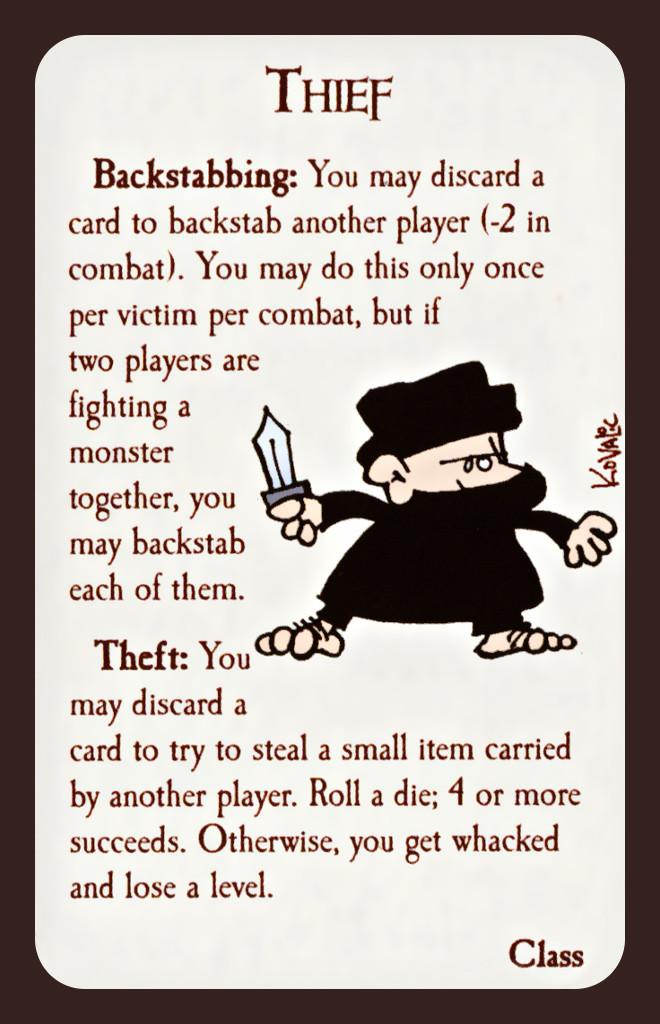 THIEF
Backstabbing: You may discard a
card to backstab another player (-2 in
combat). You may do this only once
per victim per combat, but if
two players are
fighting a
monster
together, you
may backstab
each of them.
KOVALIC
Theft: You
may discard a
card to try to steal a small item carried
by another player. Roll a die; 4 or more
succeeds. Otherwise, you get whacked
and lose a level.
Class